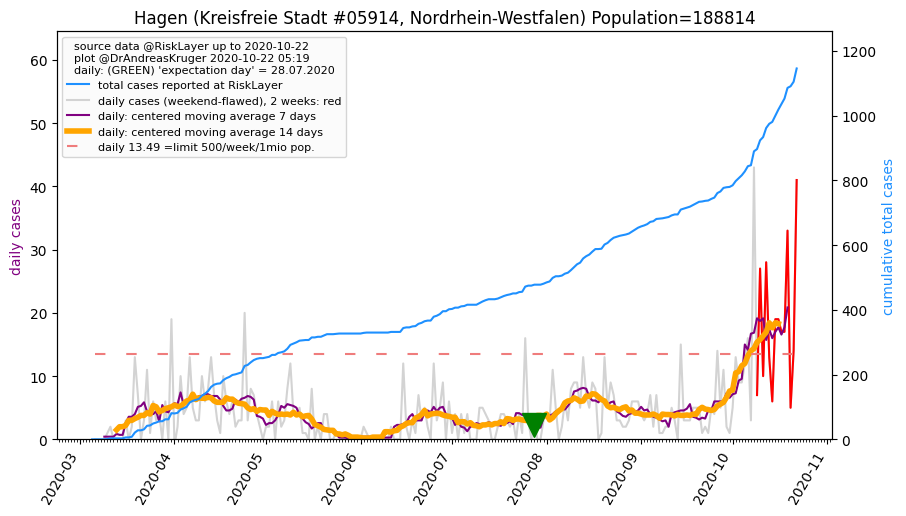 Hagen (Kreisfreie Stadt #05914, Nordrhein-Westfalen) Population=188814
source data @RiskLayer up to 2020-10-22
plot @DrAndreasKruger 2020-10-22 05:19
daily: (GREEN) 'expectation day' = 28.07.2020
total cases reported at RiskLayer
daily cases (weekend-flawed), 2 weeks: red
daily: centered moving average 7 days
daily: centered moving average 14 days
daily 13.49 =limit 500/week/1mio pop.
daily cases
60
50
40
30
20
10
0
1200
1000
800
600
400
200
0
cumulative total cases
2020-03
2020-04
2020-05
2020-06
2020-07
2020-08
2020-09
2020-10
2020-11